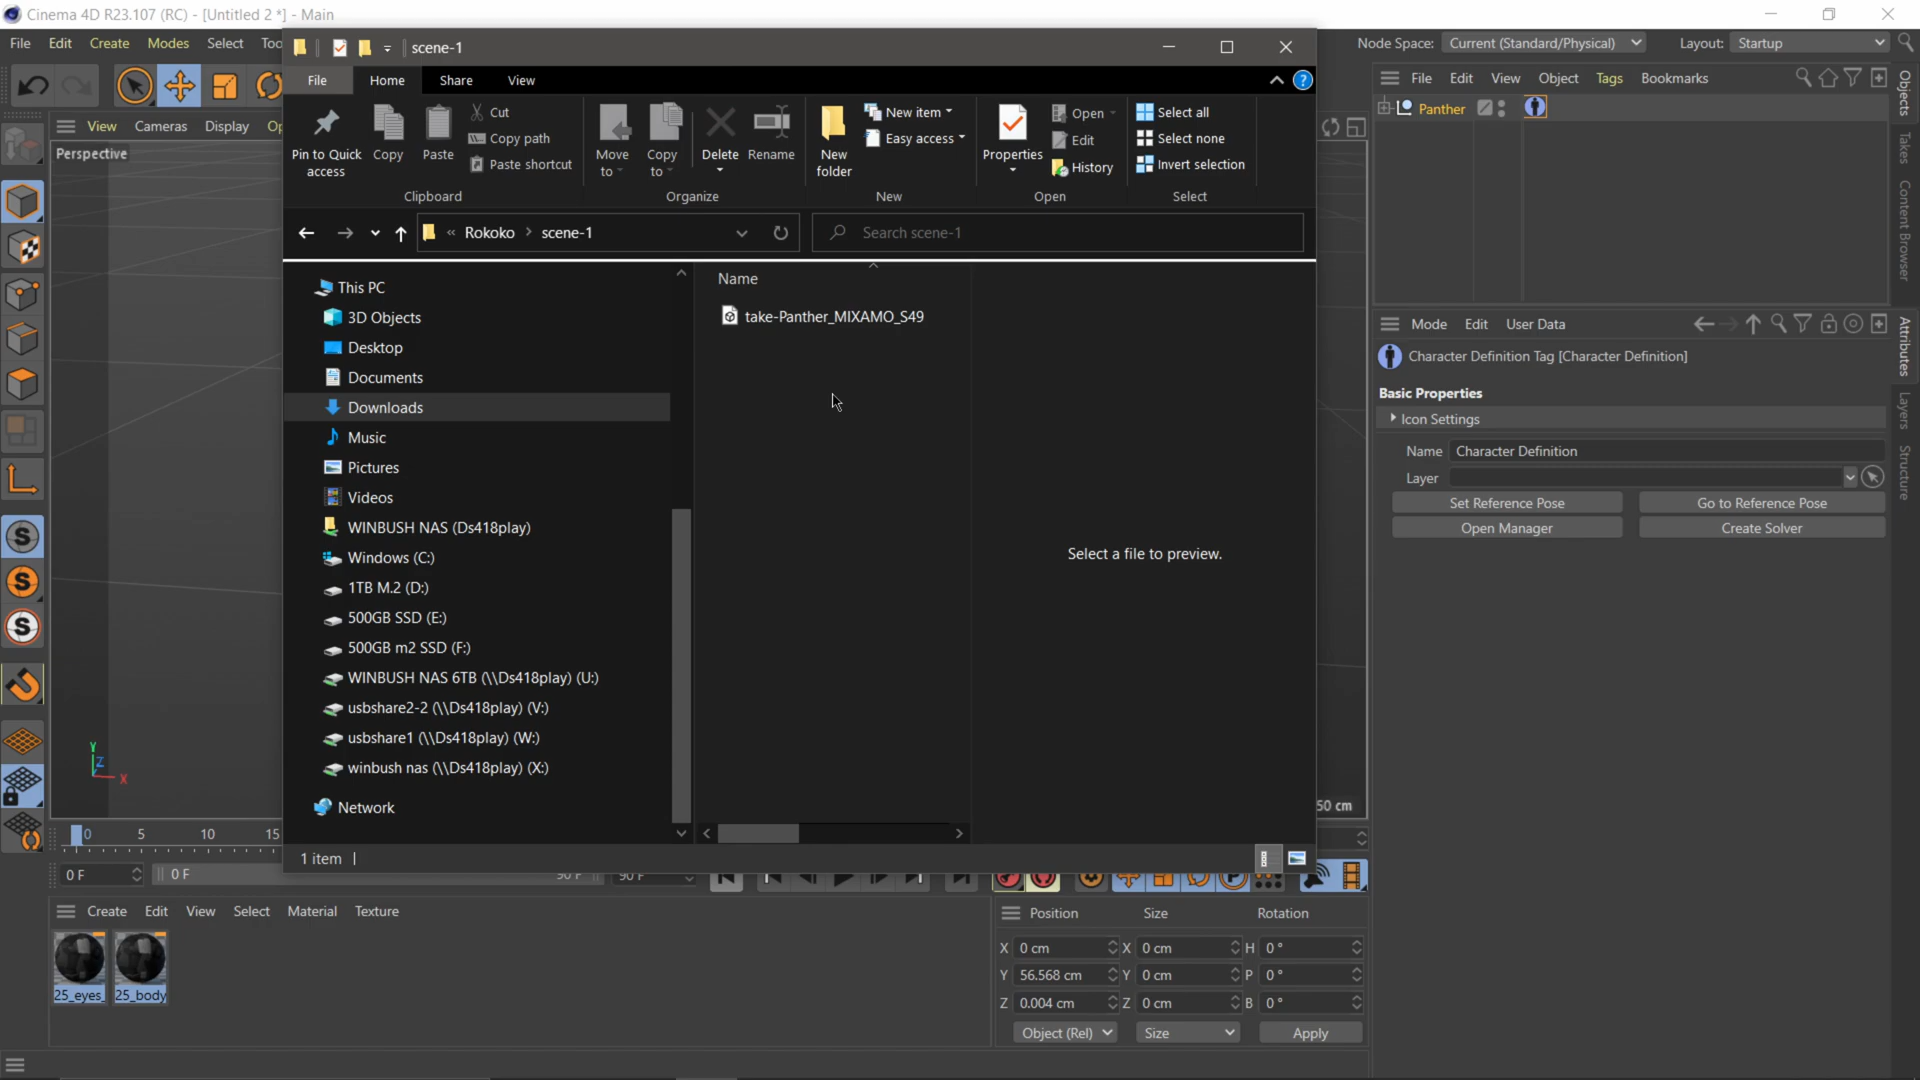 Cinema 4D R23.107 (RC) - [Untitled 2 *] - Main
File Edit Create Modes Select
scene-1
Node Space: Current (Standard/Physical) Layout: Startup
File Home Share View
File Edit View Object Tags Bookmarks
Panther
Pin to Quick access
Copy
Paste
Cut
Copy path
Paste shortcut
Move to
Copy to
Delete
Rename
New folder
New item
Easy access
Properties
Open
Edit
History
Select all
Select none
Invert selection
Clipboard Organize New Open Select
View Cameras Display
Perspective
« Rokoko > scene-1
Search scene-1
This PC
3D Objects
Desktop
Documents
Downloads
Music
Pictures
Videos
WINBUSH NAS (Ds418play)
Windows (C:)
1TB M.2 (D:)
500GB SSD (E:)
500GB m2 SSD (F:)
WINBUSH NAS 6TB (\\Ds418play) (U:)
usbshare2-2 (\\Ds418play) (V:)
usbshare1 (\\Ds418play) (W:)
winbush nas (\\Ds418play) (X:)
Network
Name
take-Panther_MIXAMO_S49
Select a file to preview.
1 item
Objects
Takes
Content Browser
Attributes
Layers
Structure
Mode Edit User Data
Character Definition Tag [Character Definition]
Basic Properties
Icon Settings
Name Character Definition
Layer
Set Reference Pose Go to Reference Pose
Open Manager Create Solver
Y
Z
X
50 cm
0 5 10 15
0 F 0 F 90 F 90 F
Create Edit View Select Material Texture
25_eyes_ 25_body
Position Size Rotation
X 0 cm X 0 cm H 0 °
Y 56.568 cm Y 0 cm P 0 °
Z 0.004 cm Z 0 cm B 0 °
Object (Rel) Size Apply